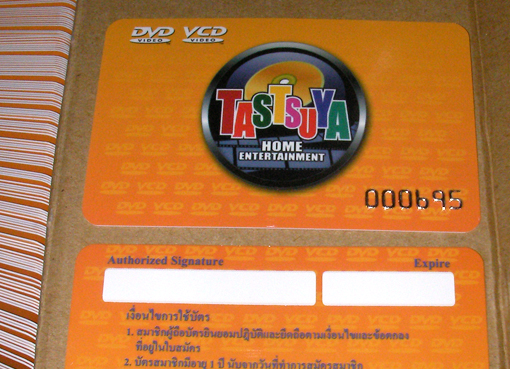 DVD VIDEO VCD VIDEO
TASTSUYA
HOME
ENTERTAINMENT
000695
Authorized Signature Expire
เงื่อนไขการใช้บัตร
1. สมาชิกผู้ถือบัตรยินยอมปฏิบัติและยึดถือตามเงื่อนไขและข้อตกลง
ที่อยู่ในใบสมัคร
2. บัตรสมาชิกมีอายุ 1 ปี นับจากวันที่ทำการสมัครสมาชิก